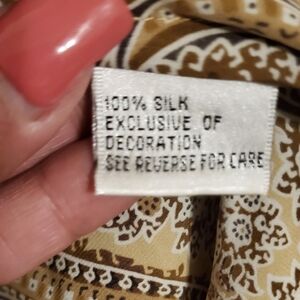 100% SILK
EXCLUSIVE OF
DECORATION
SEE REVERSE FOR CARE